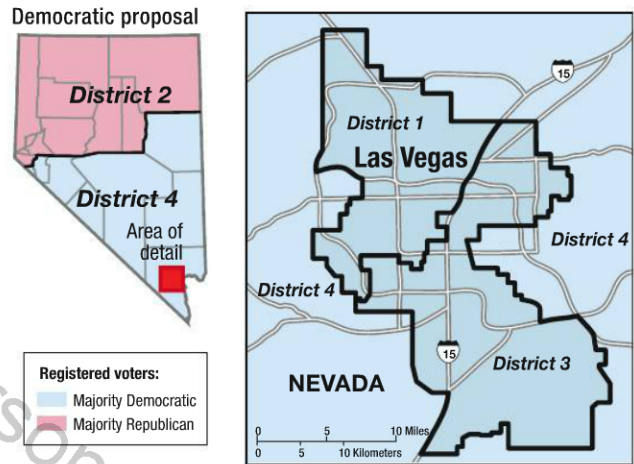 Democratic proposal
District 2
District 4
Area of
detail
Registered voters:
Majority Democratic
Majority Republican
15
District 1
Las Vegas
District 4
District 4
15
District 3
NEVADA
0 5 10 Miles
0 5 10 Kilometers